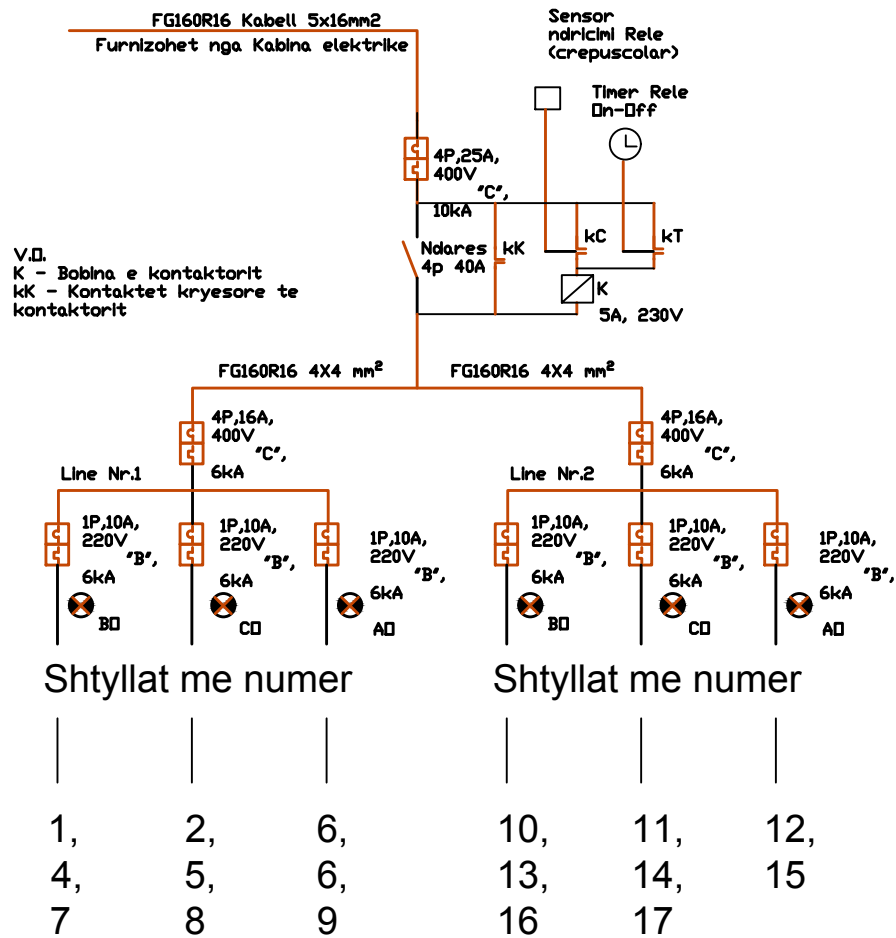 FG160R16 Kabell 5x16mm2
Furnizohet nga Kabina elektrike
Sensor
ndricimi Rele
(crepuscolar)
Timer Rele
On-Off
4P,25A,
400V
"C",
10kA
Ndares
4p 40A
kK
kC
kT
K
5A, 230V
V.O.
K - Bobina e kontaktorit
kK - Kontaktet kryesore te
kontaktorit
FG160R16 4X4 mm²
FG160R16 4X4 mm²
4P,16A,
400V
"C",
6kA
4P,16A,
400V
"C",
6kA
Line Nr.1
Line Nr.2
1P,10A,
220V
"B",
6kA
BO
1P,10A,
220V
"B",
6kA
CO
1P,10A,
220V
"B",
6kA
AO
1P,10A,
220V
"B",
6kA
BO
1P,10A,
220V
"B",
6kA
CO
1P,10A,
220V
"B",
6kA
AO
Shtyllat me numer
Shtyllat me numer
1, 2, 6, 10, 11, 12,
4, 5, 6, 13, 14, 15
7 8 9 16 17